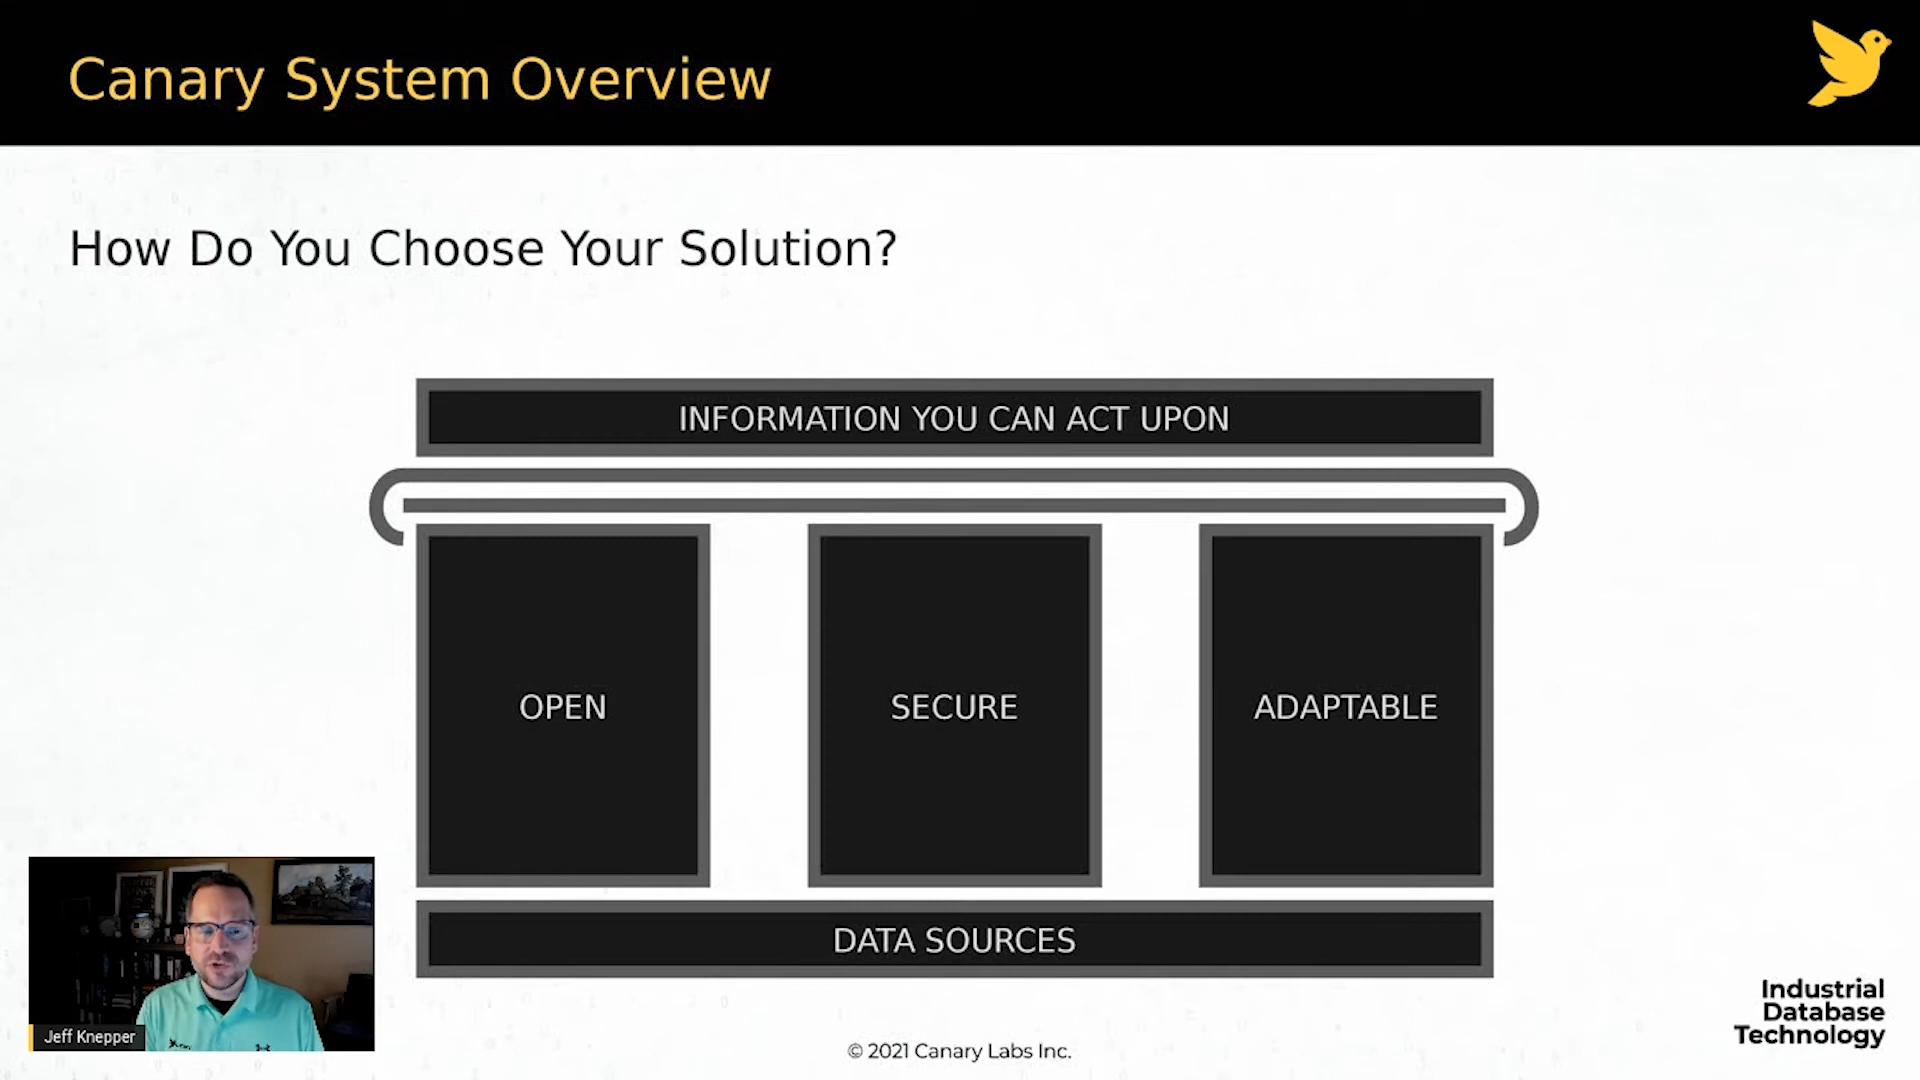 Canary System Overview
How Do You Choose Your Solution?
INFORMATION YOU CAN ACT UPON
OPEN
SECURE
ADAPTABLE
DATA SOURCES
Jeff Knepper
© 2021 Canary Labs Inc.
Industrial
Database
Technology